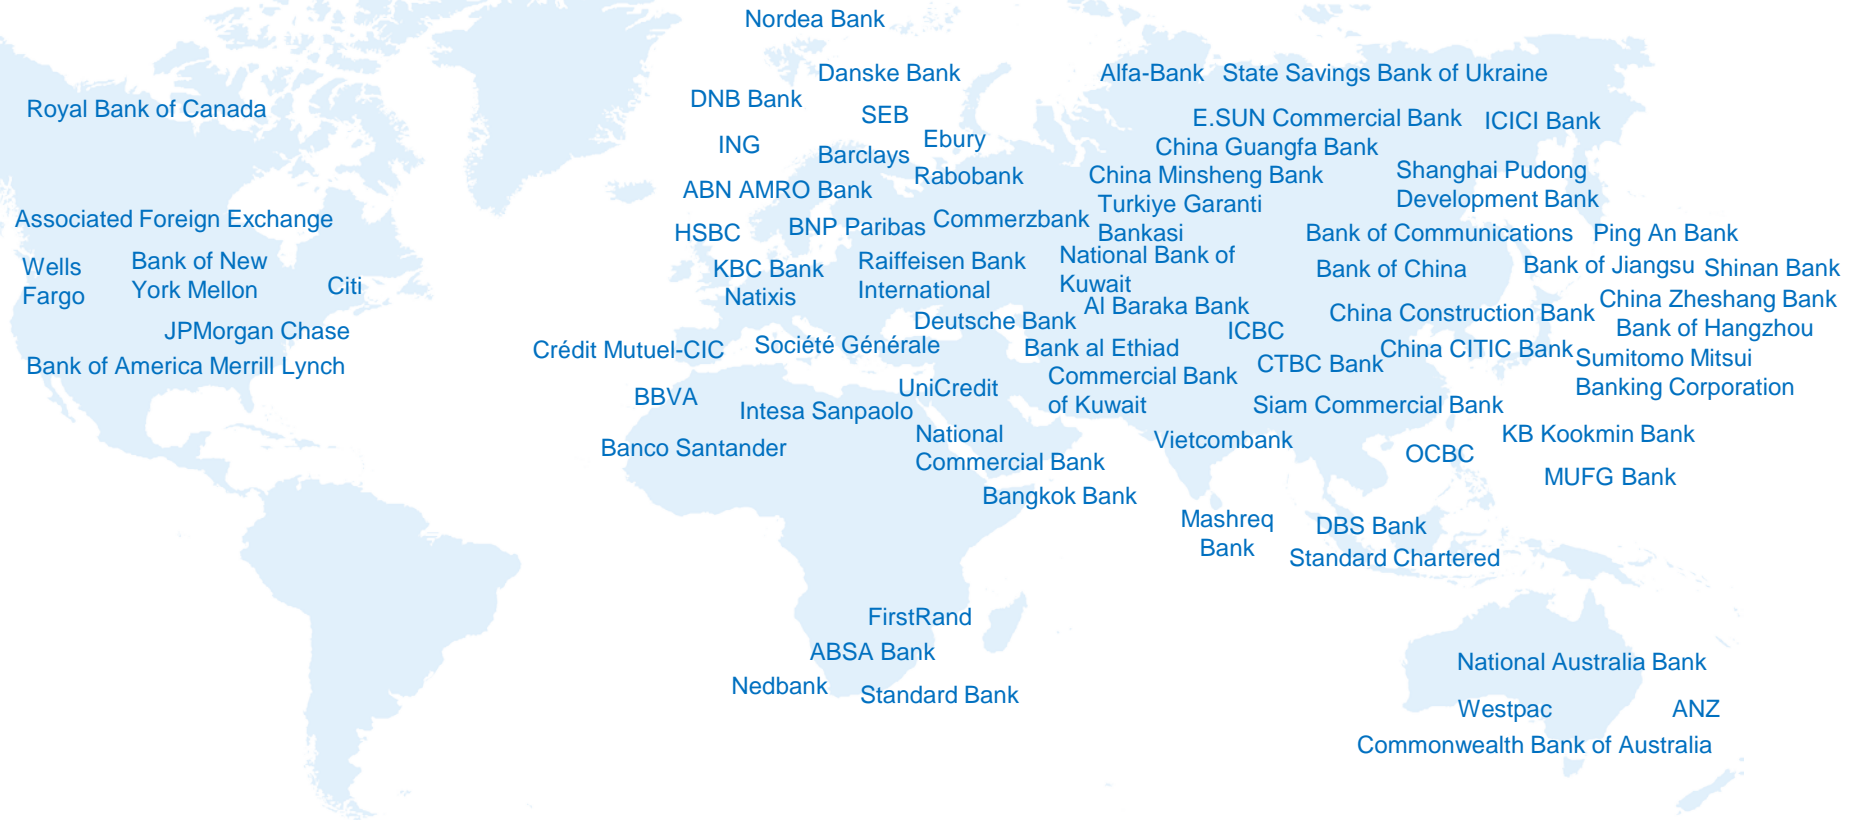 Nordea Bank
Danske Bank
Alfa-Bank
State Savings Bank of Ukraine
DNB Bank
Royal Bank of Canada
SEB
E.SUN Commercial Bank
ICICI Bank
ING
Ebury
China Guangfa Bank
Barclays
Rabobank
China Minsheng Bank
Shanghai Pudong
Development Bank
ABN AMRO Bank
Turkiye Garanti
Bankasi
Associated Foreign Exchange
HSBC
BNP Paribas
Commerzbank
Bank of Communications
Ping An Bank
Wells
Fargo
Bank of New
York Mellon
Citi
KBC Bank
Natixis
Raiffeisen Bank
International
National Bank of
Kuwait
Bank of China
Bank of Jiangsu
Shinan Bank
Al Baraka Bank
China Construction Bank
China Zheshang Bank
JPMorgan Chase
Deutsche Bank
ICBC
Bank of Hangzhou
Crédit Mutuel-CIC
Société Générale
Bank al Ethiad
CTBC Bank
China CITIC Bank
Sumitomo Mitsui
Banking Corporation
Bank of America Merrill Lynch
Commercial Bank
of Kuwait
BBVA
UniCredit
Intesa Sanpaolo
Siam Commercial Bank
Banco Santander
National
Commercial Bank
Vietcombank
OCBC
KB Kookmin Bank
MUFG Bank
Bangkok Bank
Mashreq
Bank
DBS Bank
Standard Chartered
FirstRand
ABSA Bank
Nedbank
Standard Bank
National Australia Bank
Westpac
ANZ
Commonwealth Bank of Australia